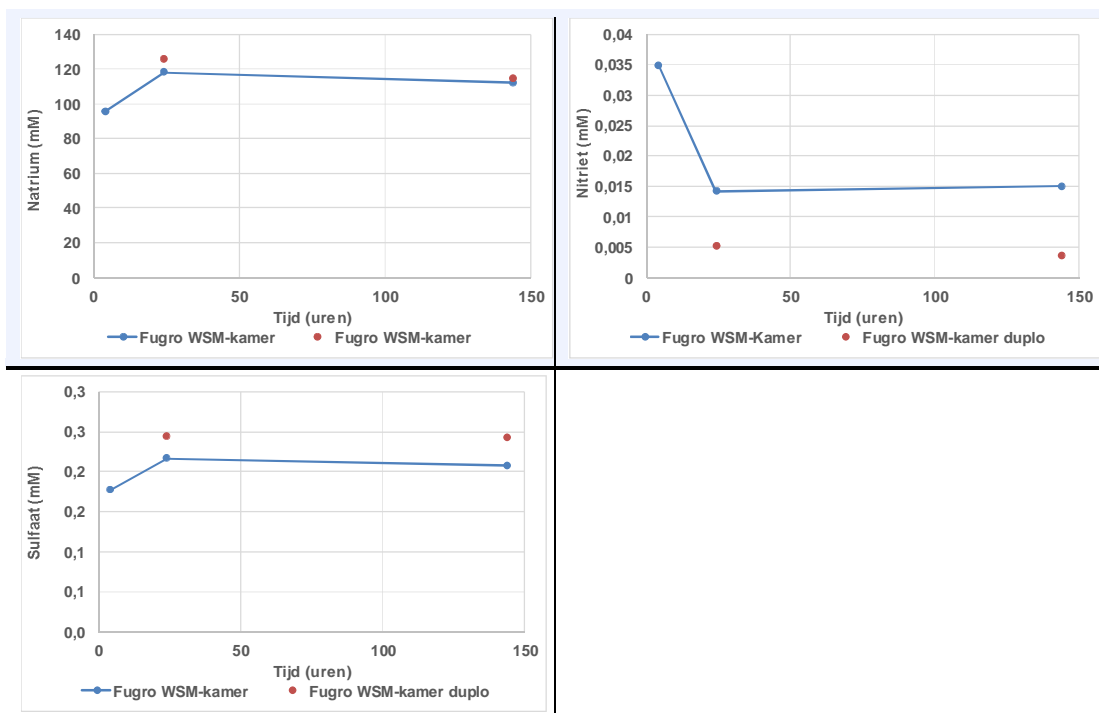 140
120
100
80
60
40
20
0
Natrium (mM)
0 50 100 150
Tijd (uren)
Fugro WSM-kamer Fugro WSM-kamer
0,04
0,035
0,03
0,025
0,02
0,015
0,01
0,005
0
Nitriet (mM)
0 50 100 150
Tijd (uren)
Fugro WSM-Kamer Fugro WSM-kamer duplo
0,3
0,3
0,2
0,2
0,1
0,1
0,0
Sulfaat (mM)
0 50 100 150
Tijd (uren)
Fugro WSM-kamer Fugro WSM-kamer duplo